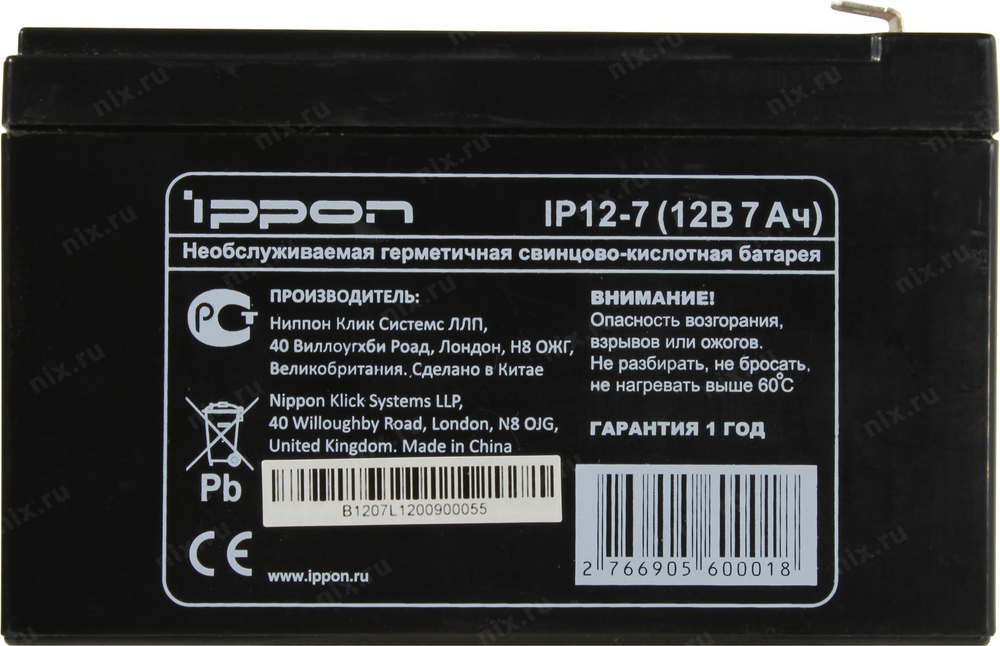 ippon
IP12-7 (12В 7 Ач)
Необслуживаемая герметичная свинцово-кислотная батарея
РСТ
ПРОИЗВОДИТЕЛЬ:
Ниппон Клик Системс ЛЛП,
40 Виллоугхби Роад, Лондон, Н8 ОЖГ,
Великобритания. Сделано в Китае
Nippon Klick Systems LLP,
40 Willoughby Road, London, N8 OJG,
United Kingdom. Made in China
Pb
CE
B1207L1200900055
www.ippon.ru
ВНИМАНИЕ!
Опасность возгорания,
взрывов или ожогов.
Не разбирать, не бросать,
не нагревать выше 60°С
ГАРАНТИЯ 1 ГОД
2 766905 600018
nix.ru